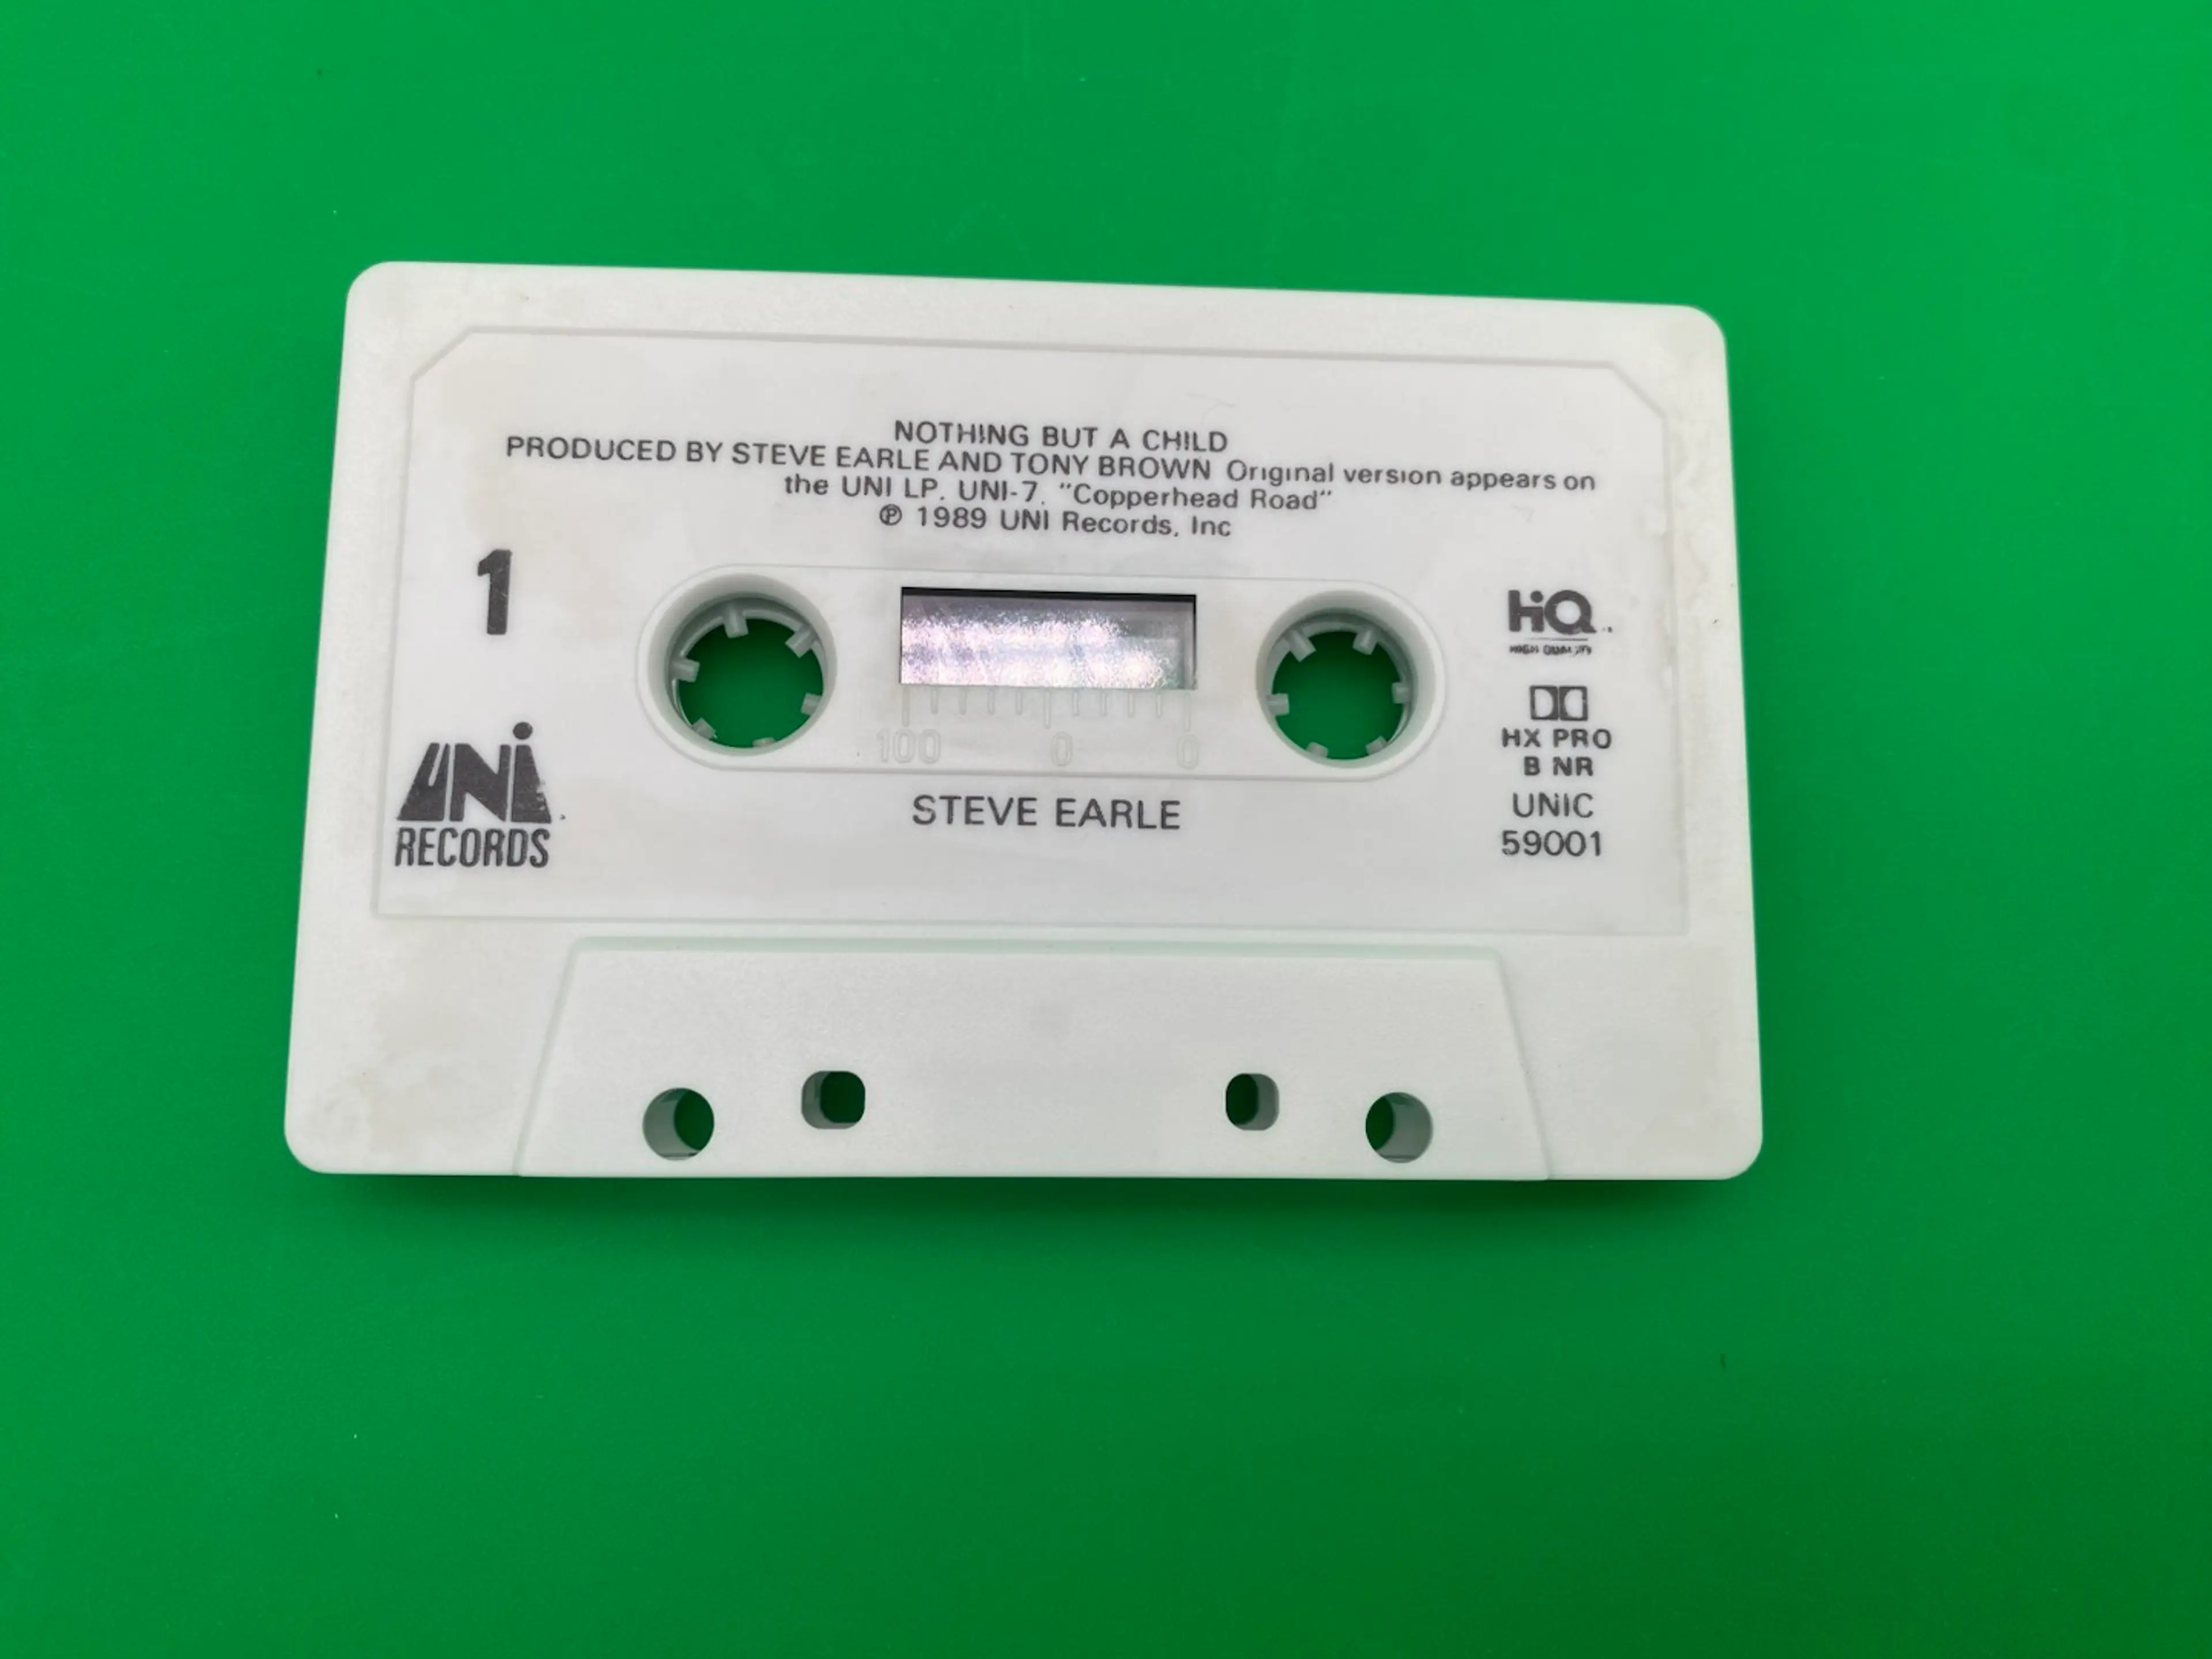 NOTHING BUT A CHILD
PRODUCED BY STEVE EARLE AND TONY BROWN Original version appears on
the UNI LP. UNI-7. "Copperhead Road"
℗ 1989 UNI Records, Inc
1
HiQ
HIGH QUALITY
HX PRO
B NR
UNIC
59001
UNi
RECORDS
100 0 0
STEVE EARLE